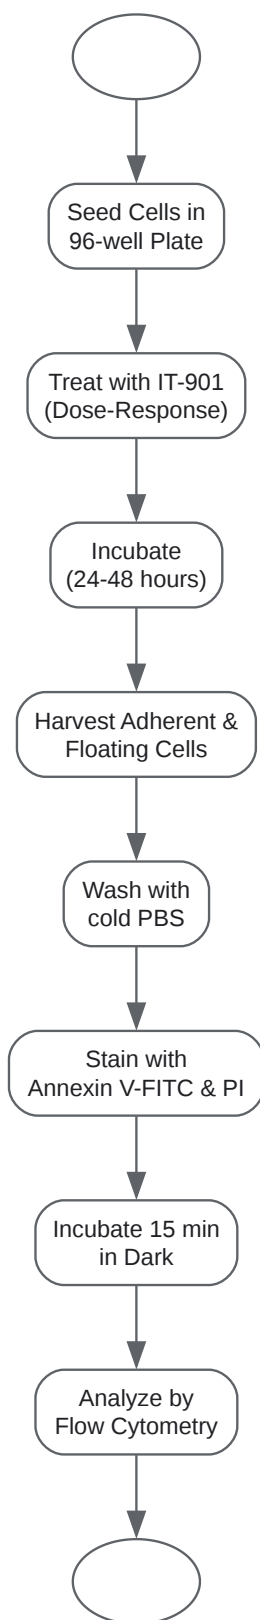 Seed Cells in
96-well Plate
Treat with IT-901
(Dose-Response)
Incubate
(24-48 hours)
Harvest Adherent &
Floating Cells
Wash with
cold PBS
Stain with
Annexin V-FITC & PI
Incubate 15 min
in Dark
Analyze by
Flow Cytometry